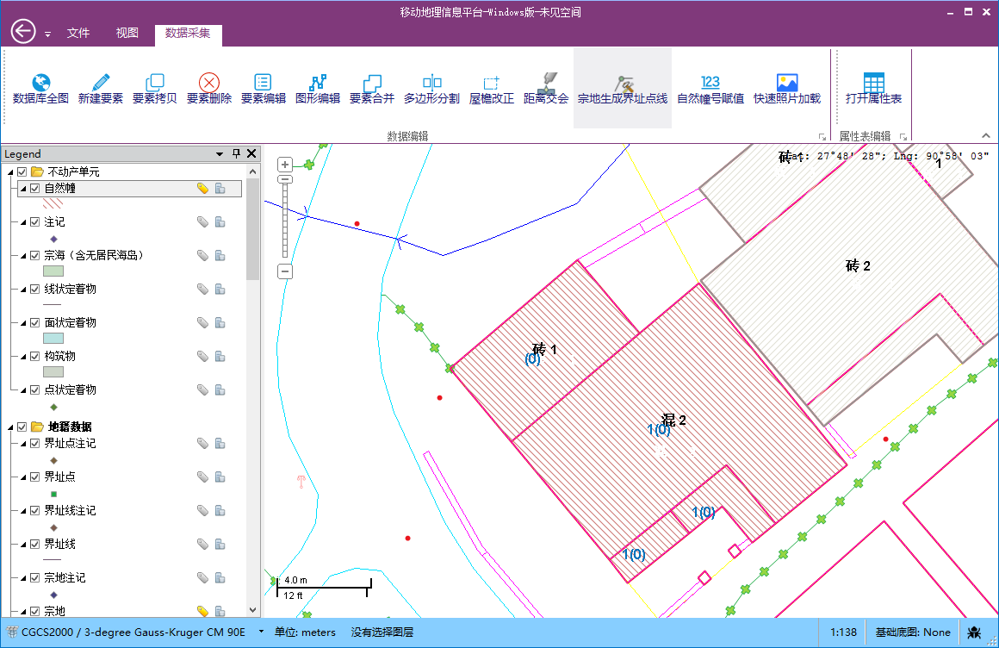 移动地理信息平台-Windows版-未见空间
文件 视图 数据采集
数据库全图 新建要素 要素拷贝 要素删除 要素编辑 图形编辑 要素合并 多边形分割 屋檐改正 距离交会 宗地生成界址点线 自然幢号赋值 快速照片加载 打开属性表
123
数据编辑 属性表编辑
Legend
不动产单元
自然幢
注记
宗海（含无居民海岛）
线状定着物
面状定着物
构筑物
点状定着物
地籍数据
界址点注记
界址点
界址线注记
界址线
宗地注记
宗地
砖1
Lat: 27°48' 28"; Lng: 90°58' 03"
1
砖2
砖1
(0)
混2
1(0)
1(0)
1(0)
4.0 m
12 ft
CGCS2000 / 3-degree Gauss-Kruger CM 90E 单位: meters 没有选择图层 1:138 基础底图: None